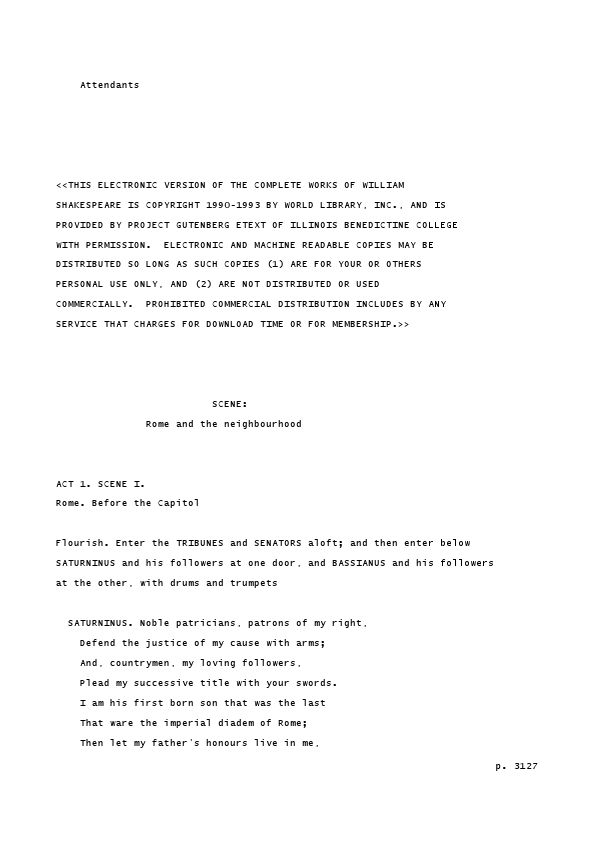 Attendants
<<THIS ELECTRONIC VERSION OF THE COMPLETE WORKS OF WILLIAM
SHAKESPEARE IS COPYRIGHT 1990-1993 BY WORLD LIBRARY, INC., AND IS
PROVIDED BY PROJECT GUTENBERG ETEXT OF ILLINOIS BENEDICTINE COLLEGE
WITH PERMISSION.  ELECTRONIC AND MACHINE READABLE COPIES MAY BE
DISTRIBUTED SO LONG AS SUCH COPIES (1) ARE FOR YOUR OR OTHERS
PERSONAL USE ONLY, AND (2) ARE NOT DISTRIBUTED OR USED
COMMERCIALLY.  PROHIBITED COMMERCIAL DISTRIBUTION INCLUDES BY ANY
SERVICE THAT CHARGES FOR DOWNLOAD TIME OR FOR MEMBERSHIP.>>
SCENE:
Rome and the neighbourhood
ACT 1. SCENE I.
Rome. Before the Capitol
Flourish. Enter the TRIBUNES and SENATORS aloft; and then enter below
SATURNINUS and his followers at one door, and BASSIANUS and his followers
at the other, with drums and trumpets
SATURNINUS. Noble patricians, patrons of my right,
Defend the justice of my cause with arms;
And, countrymen, my loving followers,
Plead my successive title with your swords.
I am his first born son that was the last
That ware the imperial diadem of Rome;
Then let my father's honours live in me,
p. 3127